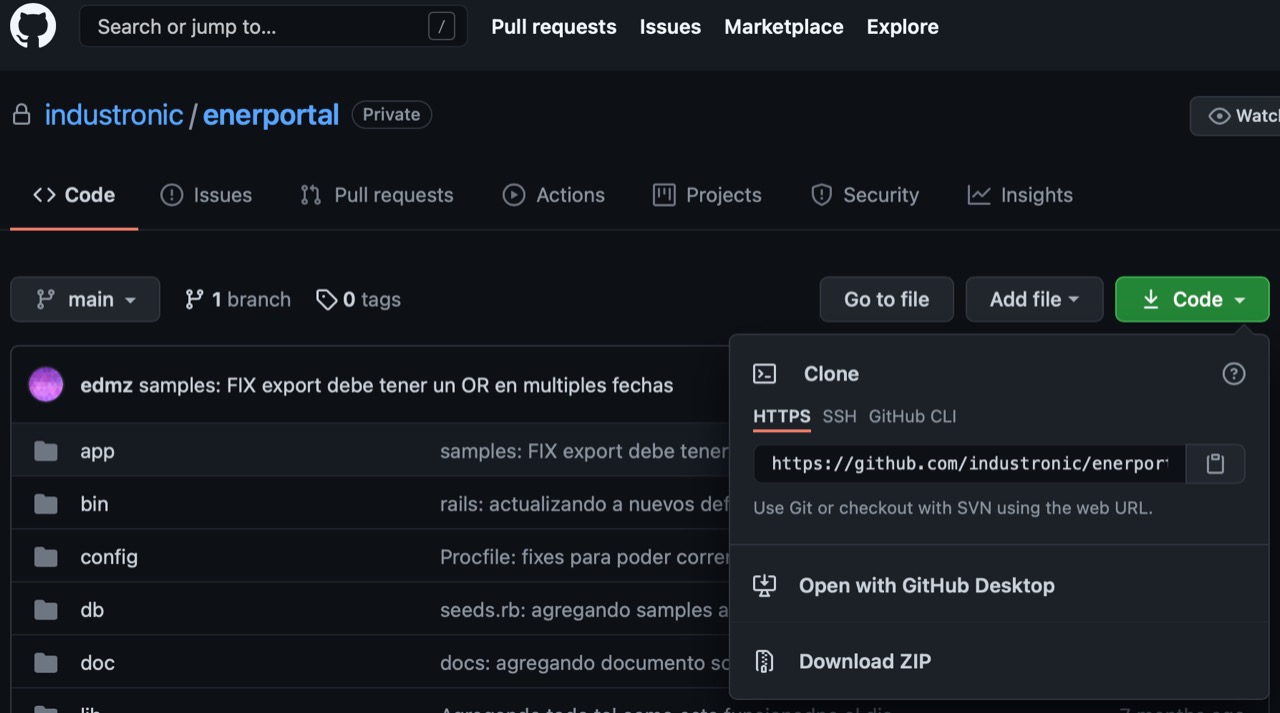 Search or jump to... / Pull requests Issues Marketplace Explore
industronic / enerportal Private Watch
Code Issues Pull requests Actions Projects Security Insights
main 1 branch 0 tags Go to file Add file Code
edmz samples: FIX export debe tener un OR en multiples fechas
app samples: FIX export debe tener
bin rails: actualizando a nuevos def
config Procfile: fixes para poder correr
db seeds.rb: agregando samples a
doc docs: agregando documento so
lib
Clone
HTTPS SSH GitHub CLI
https://github.com/industronic/enerport
Use Git or checkout with SVN using the web URL.
Open with GitHub Desktop
Download ZIP